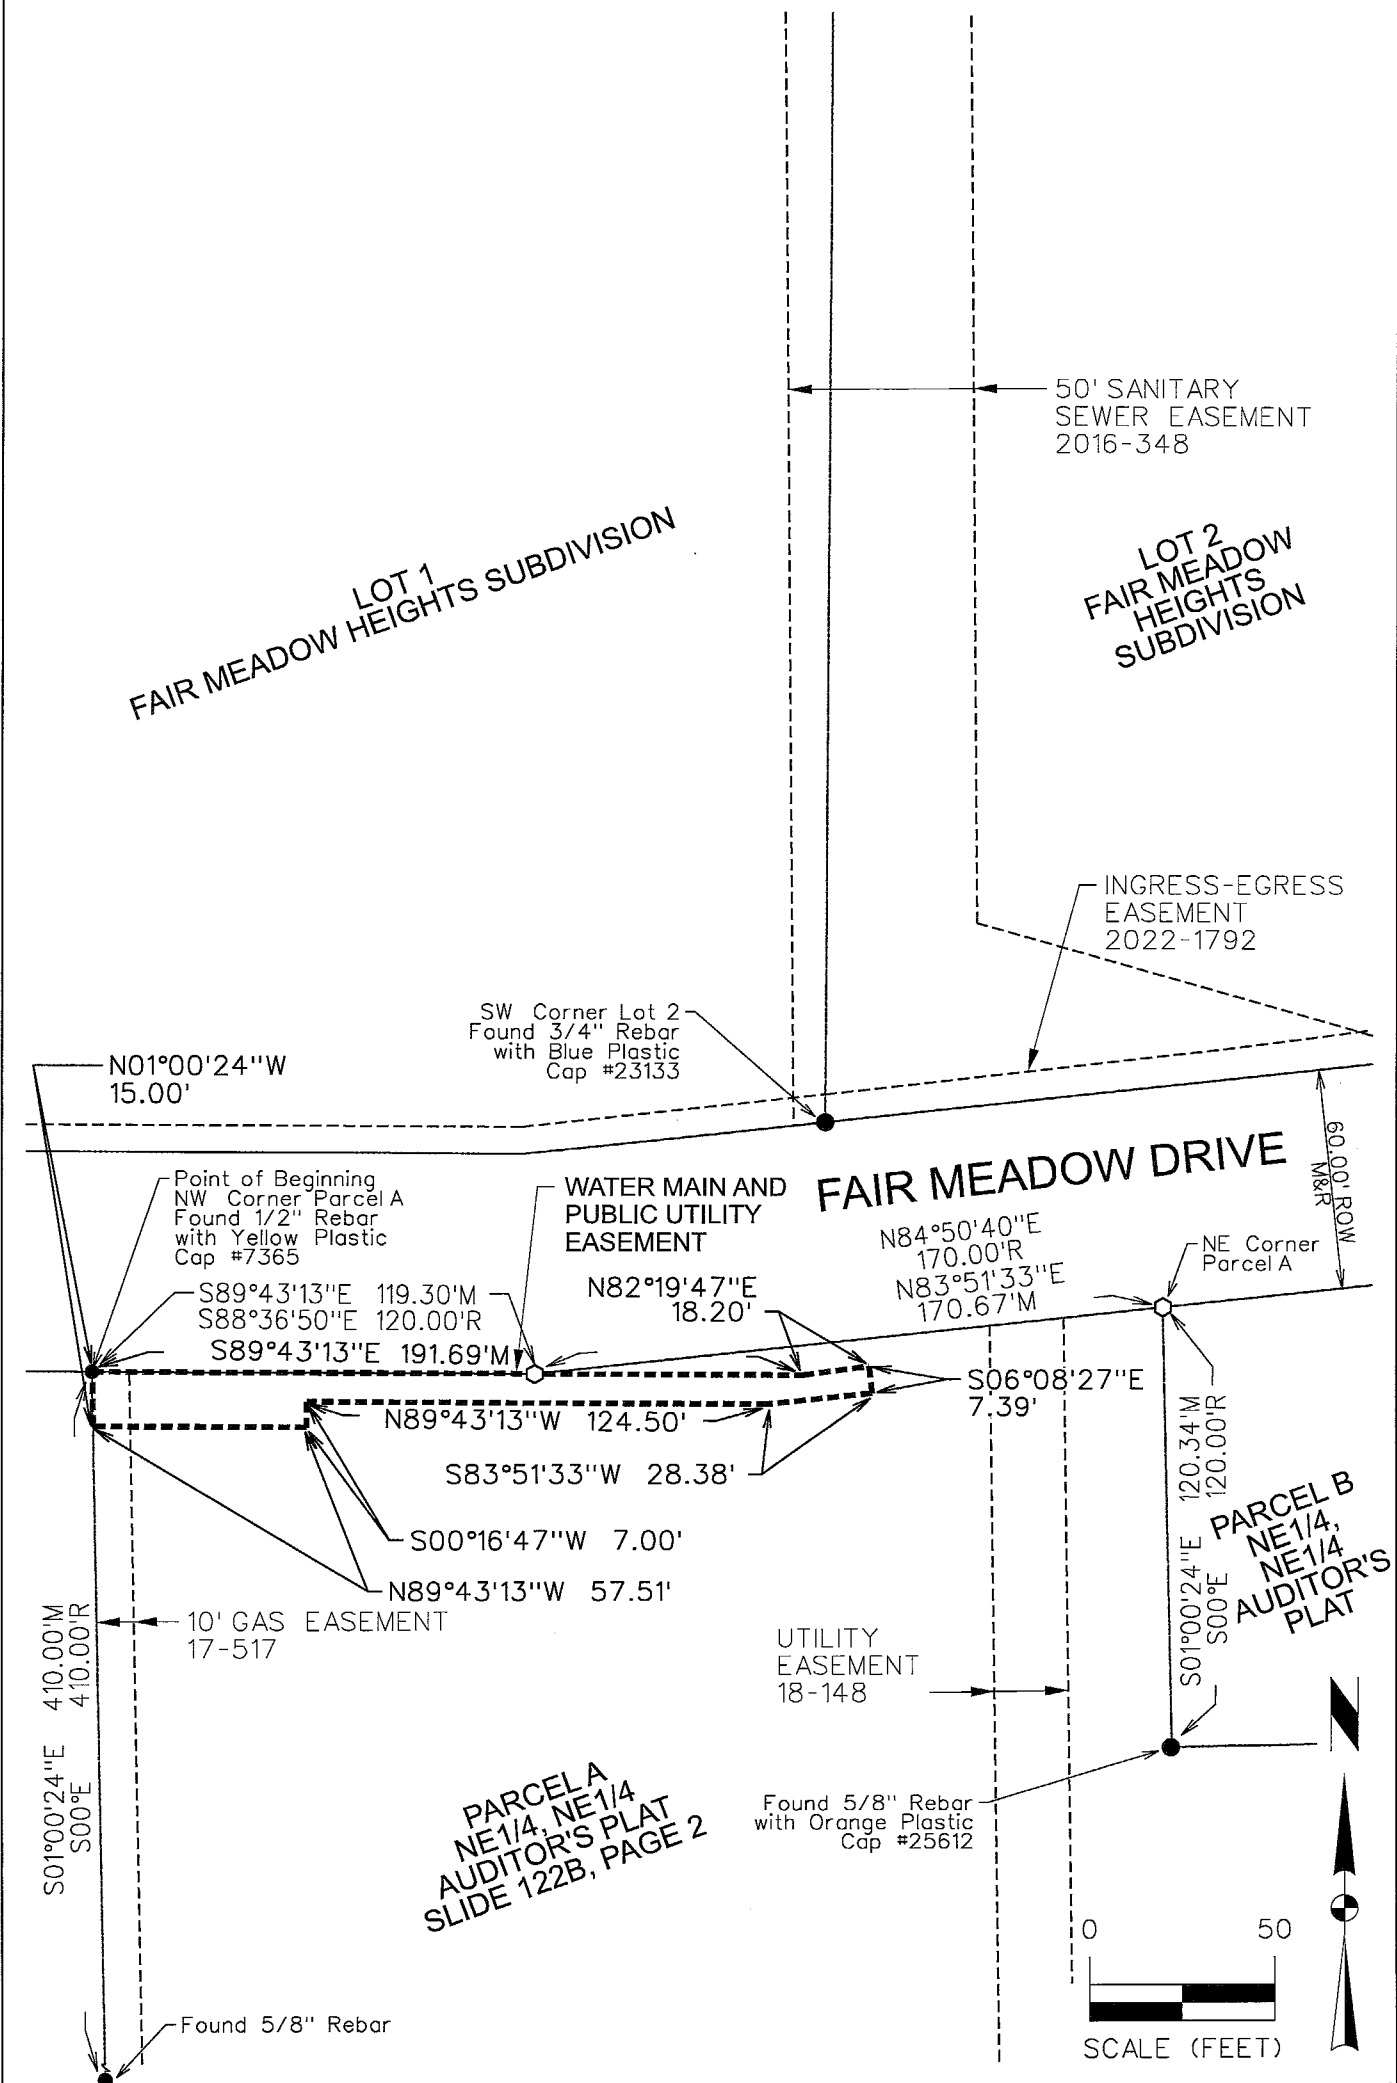 50' SANITARY
SEWER EASEMENT
2016-348
LOT 1
FAIR MEADOW HEIGHTS SUBDIVISION
LOT 2
FAIR MEADOW
HEIGHTS
SUBDIVISION
INGRESS-EGRESS
EASEMENT
2022-1792
SW Corner Lot 2
Found 3/4" Rebar
with Blue Plastic
Cap #23133
N01°00'24"W
15.00'
Point of Beginning
NW Corner Parcel A
Found 1/2" Rebar
with Yellow Plastic
Cap #7365
WATER MAIN AND
PUBLIC UTILITY
EASEMENT
FAIR MEADOW DRIVE
60.00' ROW
M&R
N84°50'40"E
170.00'R
N83°51'33"E
170.67'M
NE Corner
Parcel A
S89°43'13"E 119.30'M
S88°36'50"E 120.00'R
S89°43'13"E 191.69'M
N82°19'47"E
18.20'
S06°08'27"E
7.39'
N89°43'13"W 124.50'
S83°51'33"W 28.38'
S00°16'47"W 7.00'
N89°43'13"W 57.51'
10' GAS EASEMENT
17-517
S01°00'24"E 410.00'M
S00°E 410.00'R
UTILITY
EASEMENT
18-148
S01°00'24"E 120.34'M
S00°E 120.00'R
PARCEL B
NE1/4,
NE1/4
AUDITOR'S
PLAT
N
PARCEL A
NE1/4, NE1/4
AUDITOR'S PLAT
SLIDE 122B, PAGE 2
Found 5/8" Rebar
with Orange Plastic
Cap #25612
0 50
SCALE (FEET)
Found 5/8" Rebar